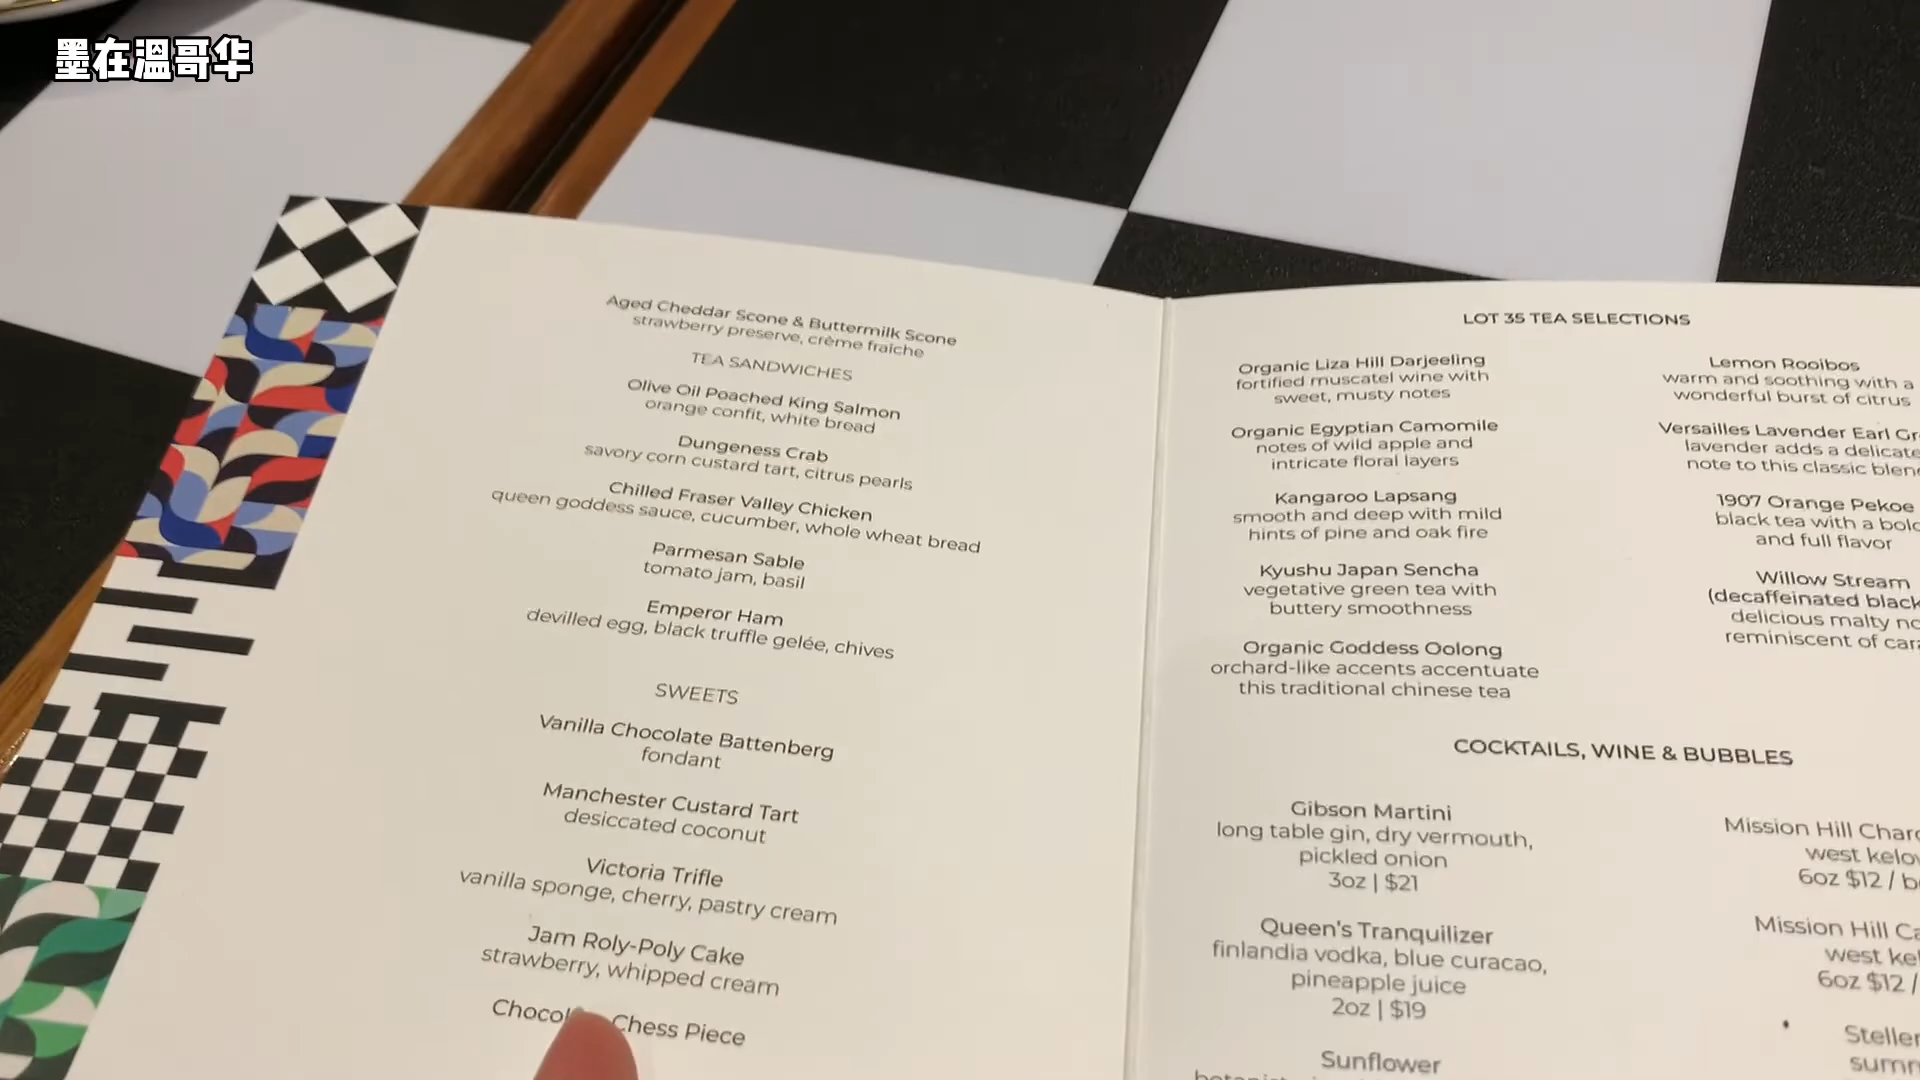 墨在溫哥华
Aged Cheddar Scone & Buttermilk Scone
strawberry preserve, crème fraîche
TEA SANDWICHES
Olive Oil Poached King Salmon
orange confit, white bread
Dungeness Crab
savory corn custard tart, citrus pearls
Chilled Fraser Valley Chicken
queen goddess sauce, cucumber, whole wheat bread
Parmesan Sable
tomato jam, basil
Emperor Ham
devilled egg, black truffle gelée, chives
SWEETS
Vanilla Chocolate Battenberg
fondant
Manchester Custard Tart
desiccated coconut
Victoria Trifle
vanilla sponge, cherry, pastry cream
Jam Roly-Poly Cake
strawberry, whipped cream
Chess Piece
LOT 35 TEA SELECTIONS
Organic Liza Hill Darjeeling
fortified muscatel wine with
sweet, musty notes
Organic Egyptian Camomile
notes of wild apple and
intricate floral layers
Kangaroo Lapsang
smooth and deep with mild
hints of pine and oak fire
Kyushu Japan Sencha
vegetative green tea with
buttery smoothness
Organic Goddess Oolong
orchard-like accents accentuate
this traditional chinese tea
Lemon Rooibos
warm and soothing with a
wonderful burst of citrus
Versailles Lavender Earl
lavender adds a delicate
note to this classic
1907 Orange Pekoe
black tea with a
and full flavor
Willow Stream
(decaffeinated black
delicious malty
reminiscent of
COCKTAILS, WINE & BUBBLES
Gibson Martini
long table gin, dry vermouth,
pickled onion
3oz | $21
Queen's Tranquilizer
finlandia vodka, blue curacao,
pineapple juice
2oz | $19
Sunflower
Mission Hill
west
6oz $12 /
Mission Hill
west
6oz $12 /